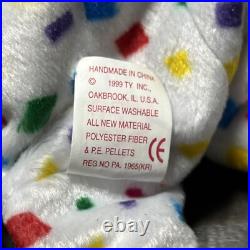 HANDMADE IN CHINA
© 1999 TY INC.,
OAKBROOK, IL. U.S.A.
SURFACE WASHABLE
ALL NEW MATERIAL
POLYESTER FIBER
& P.E. PELLETS CE
REG NO PA. 1965(KR)